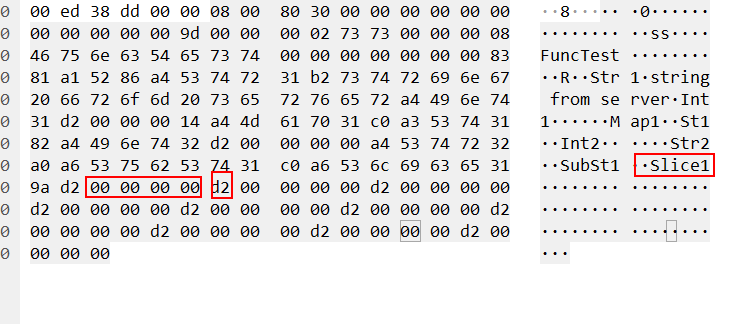 0 00 ed 38 dd 00 00 08 00 80 30 00 00 00 00 00 00 ··8····· ·0······
0 00 00 00 00 00 9d 00 00 00 02 73 73 00 00 00 08 ········ ··ss····
0 46 75 6e 63 54 65 73 74 00 00 00 00 00 00 00 83 FuncTest ········
0 81 a1 52 86 a4 53 74 72 31 b2 73 74 72 69 6e 67 ··R··Str 1·string
0 20 66 72 6f 6d 20 73 65 72 76 65 72 a4 49 6e 74 from se rver·Int
0 31 d2 00 00 00 14 a4 4d 61 70 31 c0 a3 53 74 31 1······M ap1··St1
0 82 a4 49 6e 74 32 d2 00 00 00 00 a4 53 74 72 32 ··Int2·· ····Str2
0 a0 a6 53 75 62 53 74 31 c0 a6 53 6c 69 63 65 31 ··SubSt1 ··Slice1
0 9a d2 00 00 00 00 d2 00 00 00 00 d2 00 00 00 00 ········ ········
0 d2 00 00 00 00 d2 00 00 00 00 d2 00 00 00 00 d2 ········ ········
0 00 00 00 00 d2 00 00 00 00 d2 00 00 00 00 d2 00 ········ ········
0 00 00 00 ···